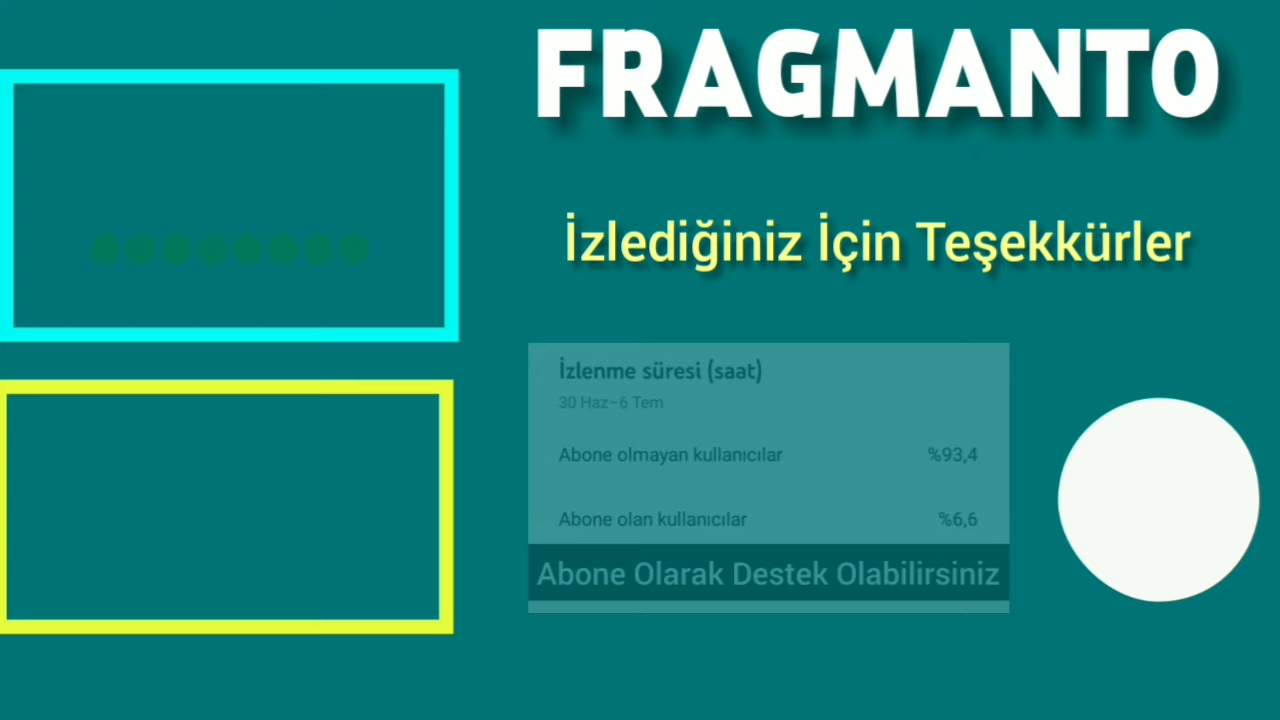 FRAGMANTO
İzlediğiniz İçin Teşekkürler
İzlenme süresi (saat)
30 Haz–6 Tem
Abone olmayan kullanıcılar %93,4
Abone olan kullanıcılar %6,6
Abone Olarak Destek Olabilirsiniz